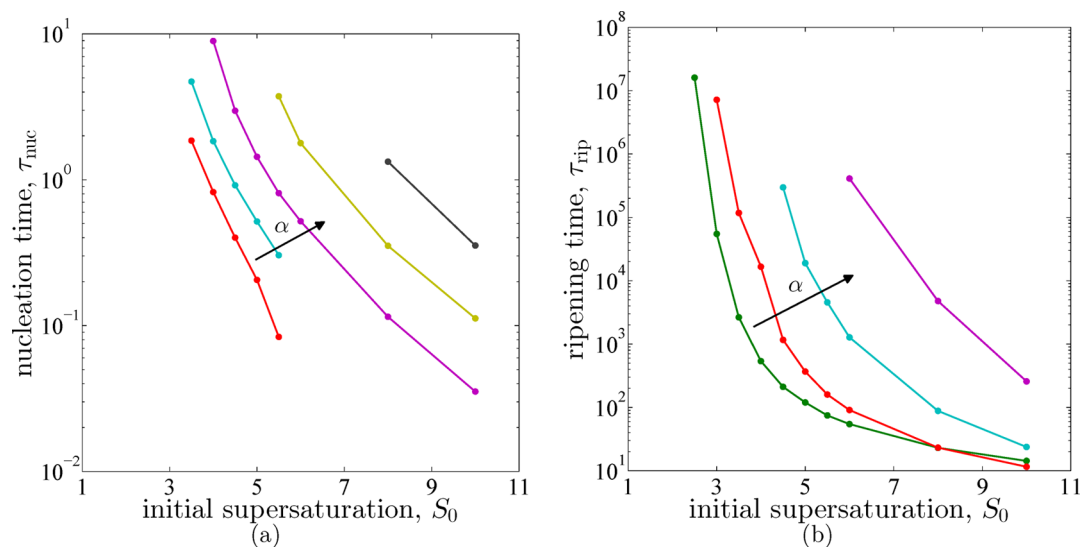 10^1
10^0
10^{-1}
10^{-2}
nucleation time, τ_nuc
α
1 3 5 7 9 11
initial supersaturation, S_0
(a)
10^8
10^7
10^6
10^5
10^4
10^3
10^2
10^1
ripening time, τ_rip
α
1 3 5 7 9 11
initial supersaturation, S_0
(b)